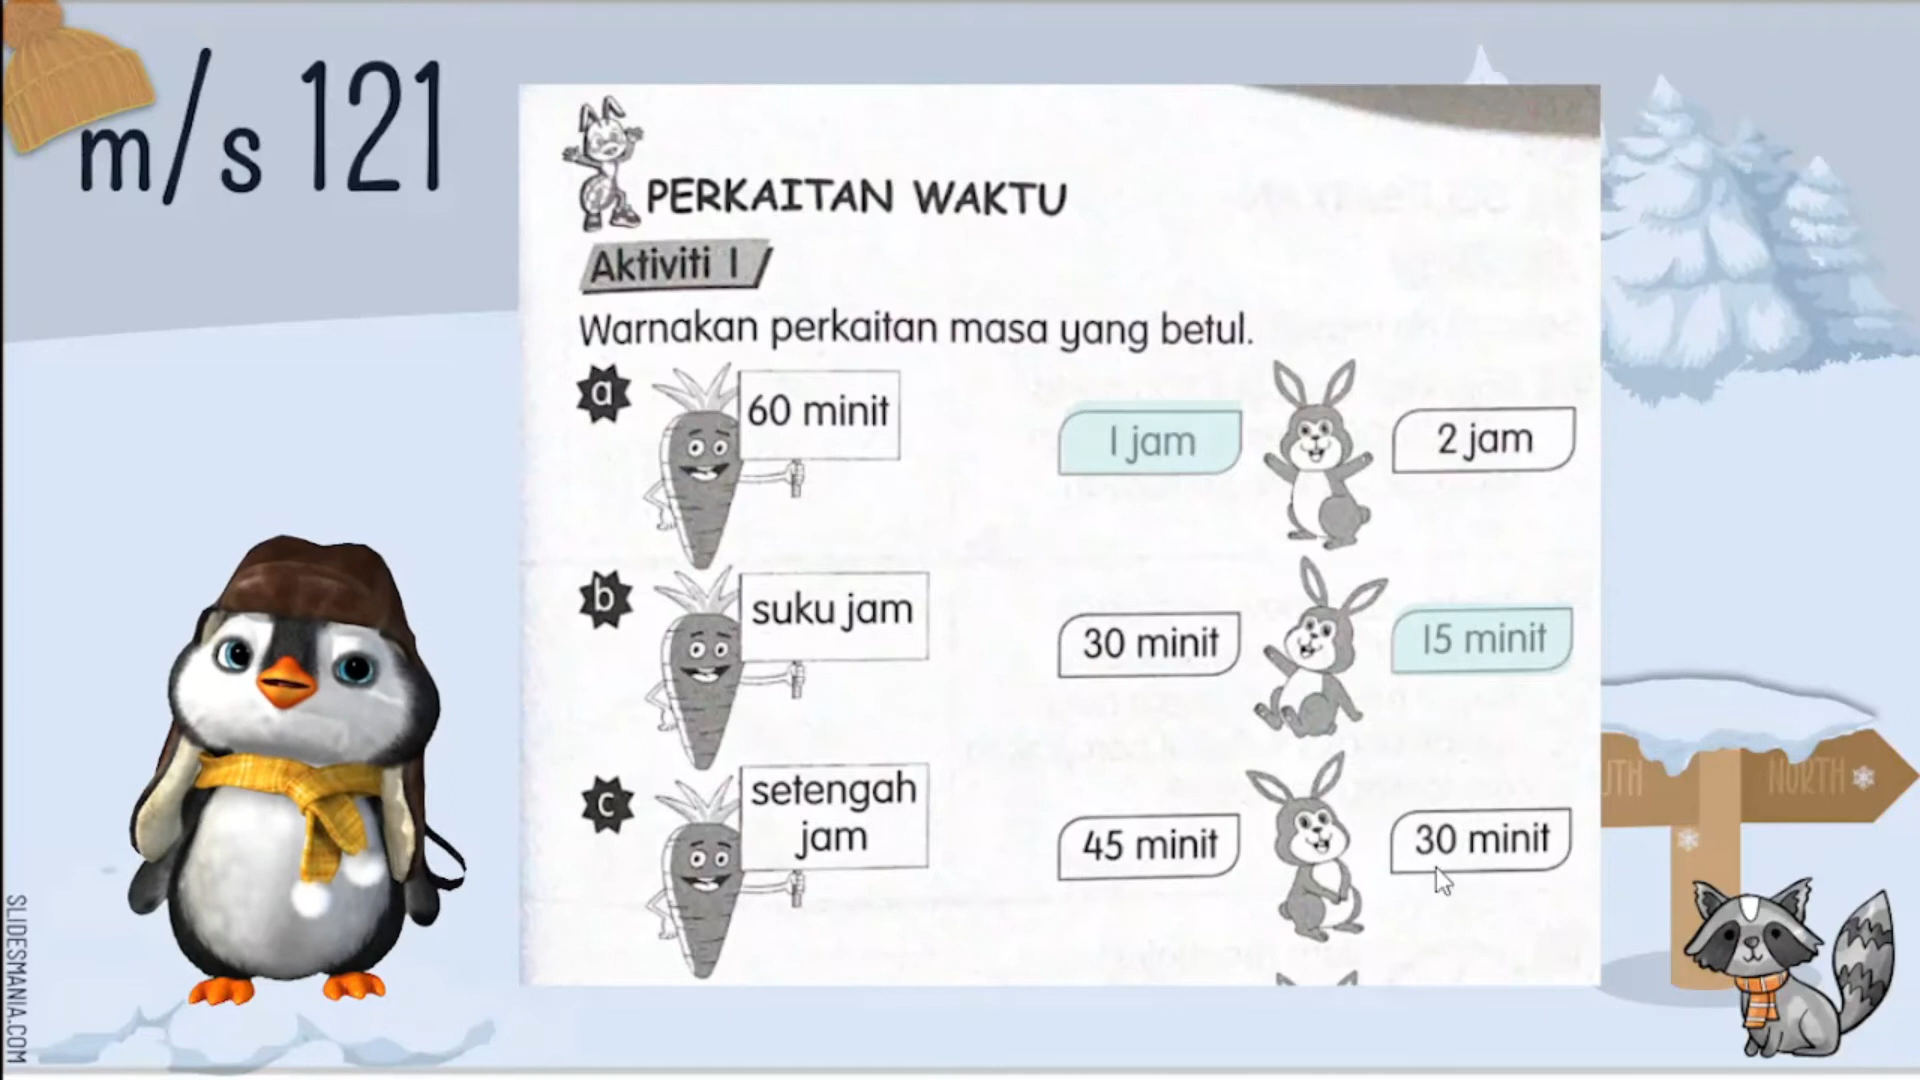 m/s 121
PERKAITAN WAKTU
Aktiviti 1
Warnakan perkaitan masa yang betul.
a
60 minit
1 jam
2 jam
b
suku jam
30 minit
15 minit
c
setengah
jam
45 minit
30 minit
UTH
NORTH
SLIDESMANIA.COM